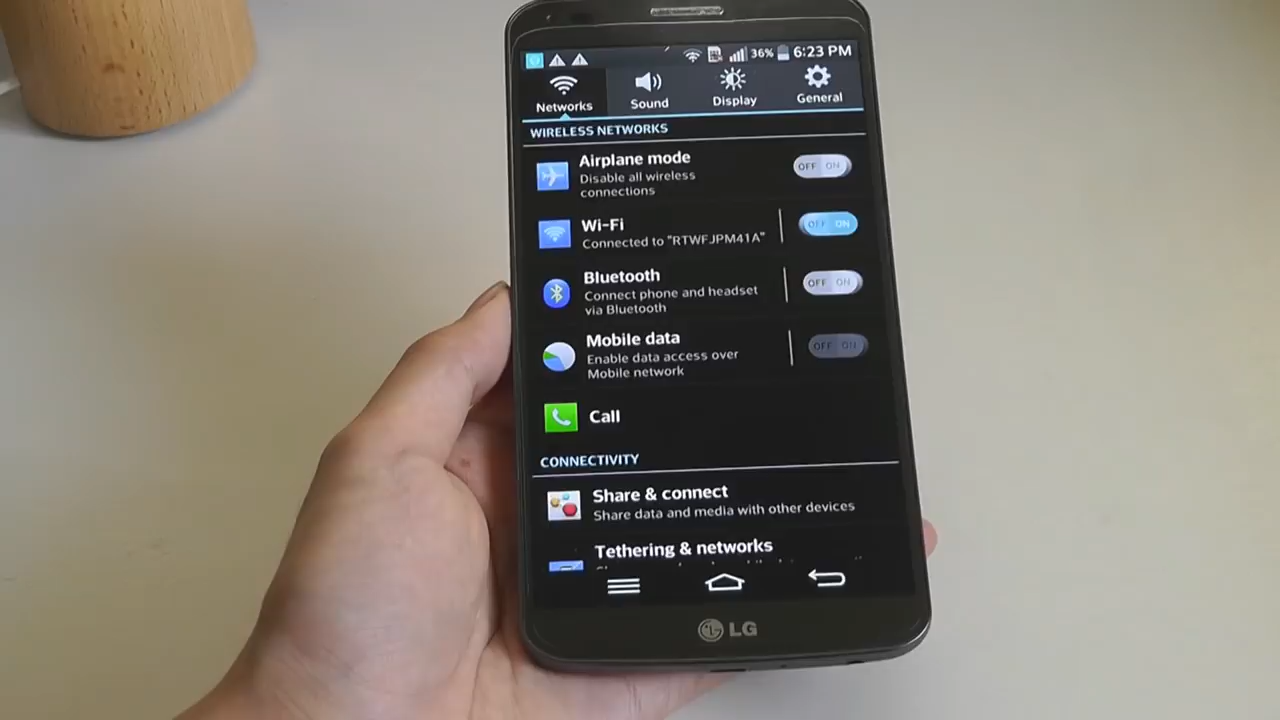 36% 6:23 PM
Networks Sound Display General
WIRELESS NETWORKS
Airplane mode
Disable all wireless
connections
OFF ON
Wi-Fi
Connected to "RTWFJPM41A"
OFF ON
Bluetooth
Connect phone and headset
via Bluetooth
OFF ON
Mobile data
Enable data access over
Mobile network
OFF ON
Call
CONNECTIVITY
Share & connect
Share data and media with other devices
Tethering & networks
LG